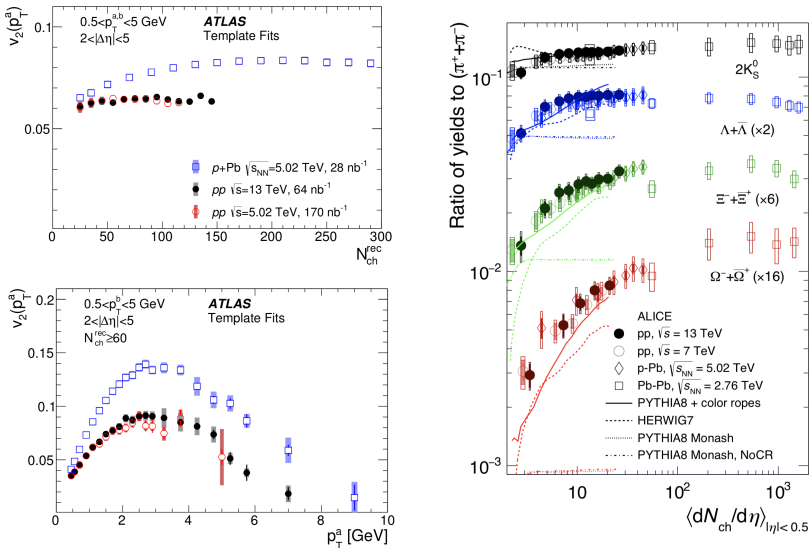 v₂(p_T^a)
0.1
0.05
0.5<p_T^{a,b}<5 GeV
2<|Δη|<5
ATLAS
Template Fits
p+Pb √s_NN=5.02 TeV, 28 nb⁻¹
pp √s=13 TeV, 64 nb⁻¹
pp √s=5.02 TeV, 170 nb⁻¹
0 50 100 150 200 250 300
N_ch^rec
v₂(p_T^a)
0.2
0.15
0.1
0.05
0.5<p_T^b<5 GeV
2<|Δη|<5
N_ch^rec≥60
ATLAS
Template Fits
0 2 4 6 8 10
p_T^a [GeV]
Ratio of yields to (π⁺+π⁻)
10⁻¹
10⁻²
10⁻³
2K_S^0
Λ+Λ̅ (×2)
Ξ⁻+Ξ̅⁺ (×6)
Ω⁻+Ω̅⁺ (×16)
ALICE
pp, √s = 13 TeV
pp, √s = 7 TeV
p-Pb, √s_NN = 5.02 TeV
Pb-Pb, √s_NN = 2.76 TeV
PYTHIA8 + color ropes
HERWIG7
PYTHIA8 Monash
PYTHIA8 Monash, NoCR
10 10² 10³
⟨dN_ch/dη⟩_{|η|< 0.5}